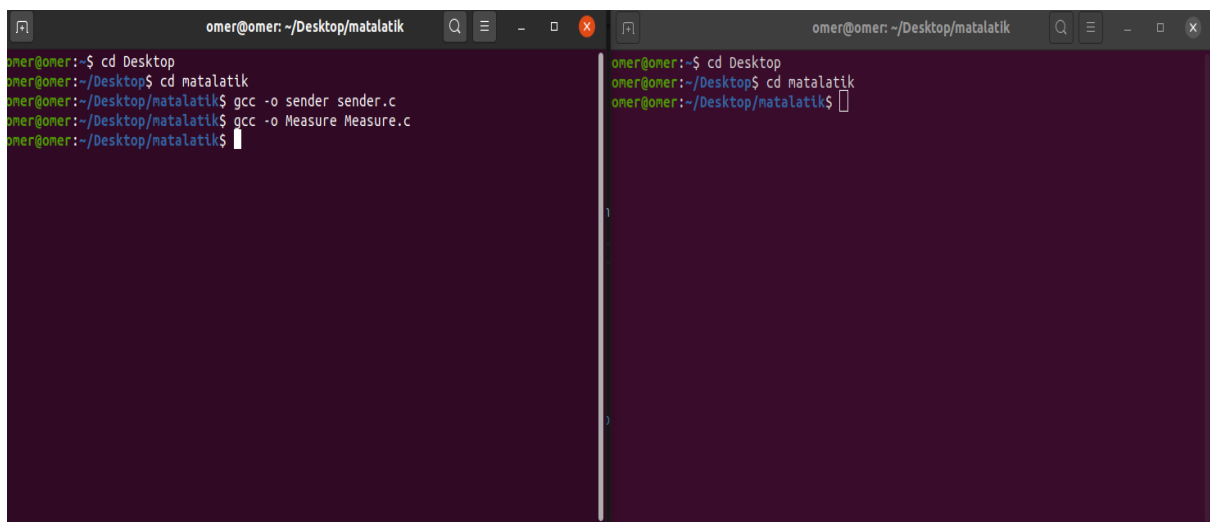 omer@omer: ~/Desktop/matalatik
omer@omer:~$ cd Desktop
omer@omer:~/Desktop$ cd matalatik
omer@omer:~/Desktop/matalatik$ gcc -o sender sender.c
omer@omer:~/Desktop/matalatik$ gcc -o Measure Measure.c
omer@omer:~/Desktop/matalatik$
omer@omer: ~/Desktop/matalatik
omer@omer:~$ cd Desktop
omer@omer:~/Desktop$ cd matalatik
omer@omer:~/Desktop/matalatik$